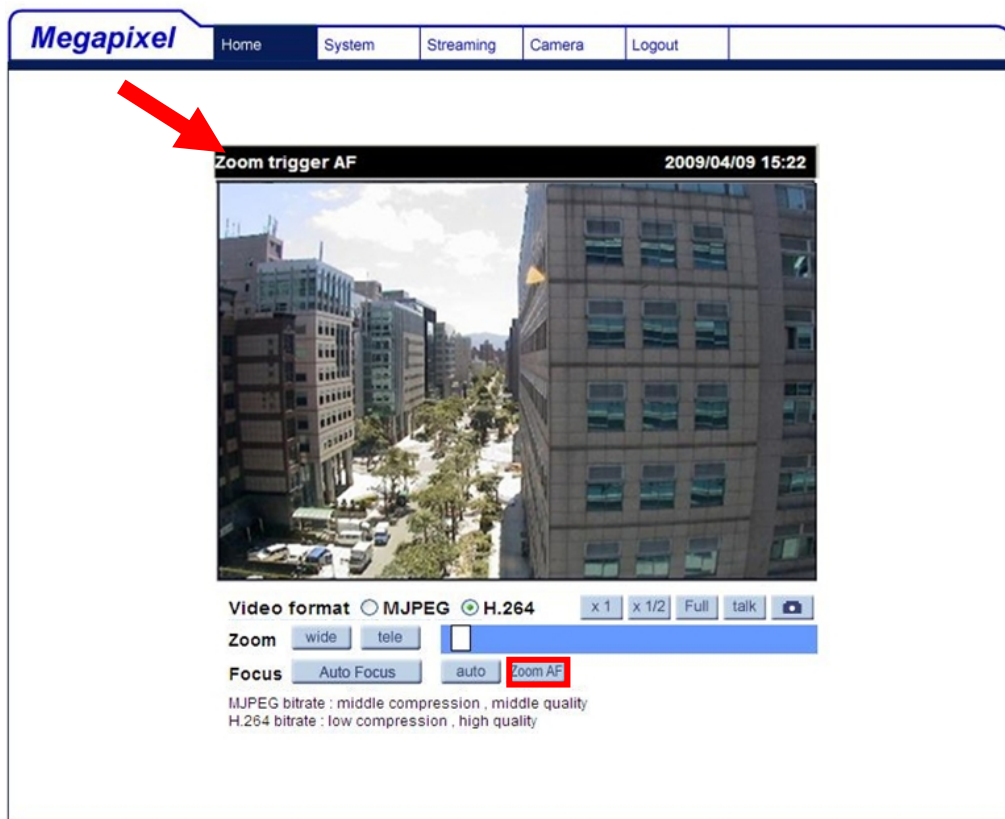 Megapixel
Home System Streaming Camera Logout
Zoom trigger AF 2009/04/09 15:22
Video format MJPEG H.264 x 1 x 1/2 Full talk
Zoom wide tele
Focus Auto Focus auto Zoom AF
MJPEG bitrate : middle compression , middle quality
H.264 bitrate : low compression , high quality